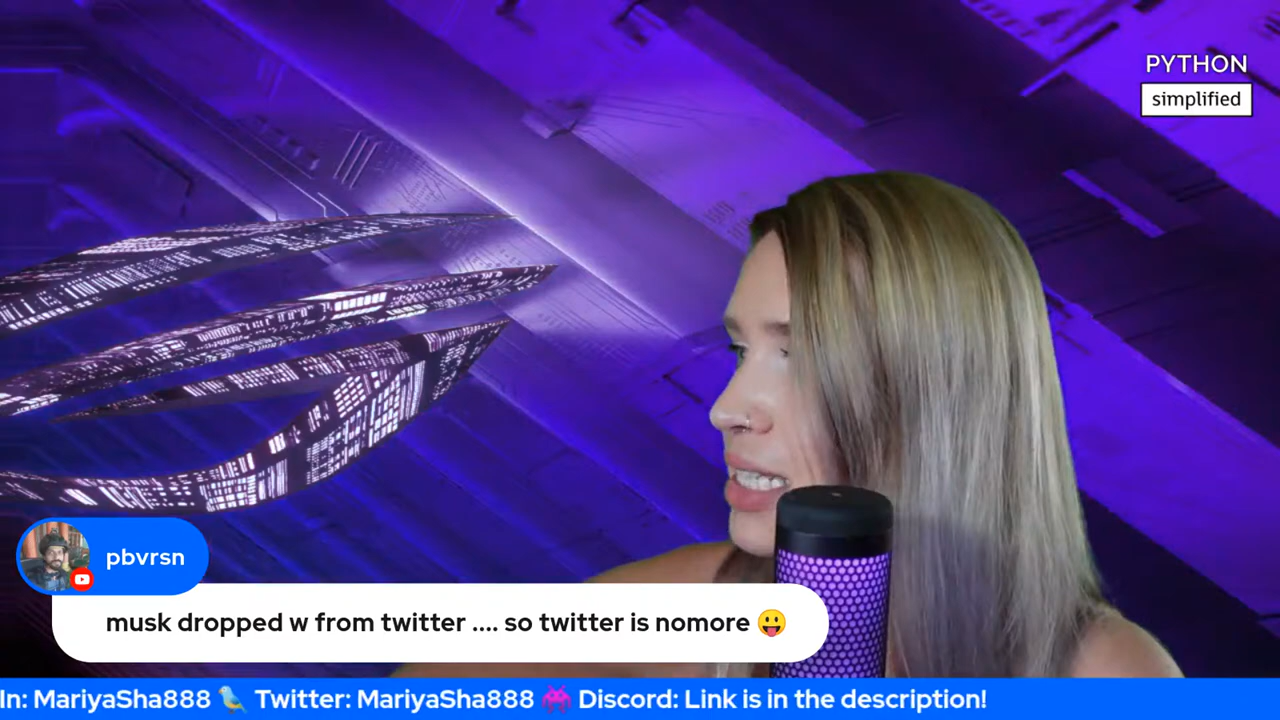 PYTHON
simplified
pbvrsn
musk dropped w from twitter .... so twitter is nomore 😛
In: MariyaSha888 🐦 Twitter: MariyaSha888 👾 Discord: Link is in the description!